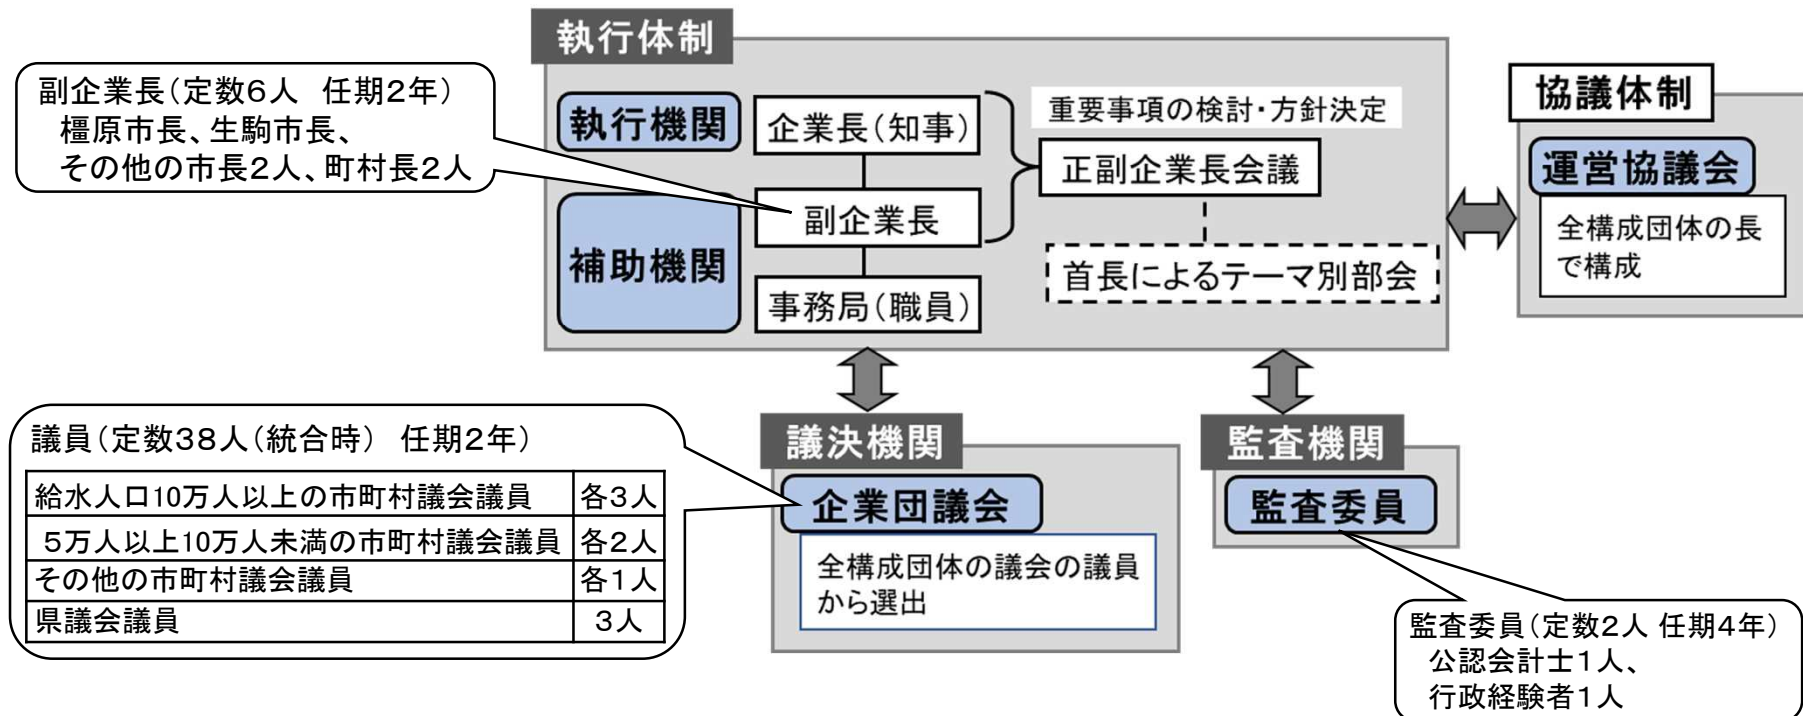 執行体制
副企業長(定数6人 任期2年)
橿原市長、生駒市長、
その他の市長2人、町村長2人
執行機関
企業長(知事)
重要事項の検討・方針決定
正副企業長会議
補助機関
副企業長
首長によるテーマ別部会
事務局(職員)
協議体制
運営協議会
全構成団体の長
で構成
議員(定数38人(統合時) 任期2年)
給水人口10万人以上の市町村議会議員 各3人
5万人以上10万人未満の市町村議会議員 各2人
その他の市町村議会議員 各1人
県議会議員 3人
議決機関
企業団議会
全構成団体の議会の議員
から選出
監査機関
監査委員
監査委員(定数2人 任期4年)
公認会計士1人、
行政経験者1人